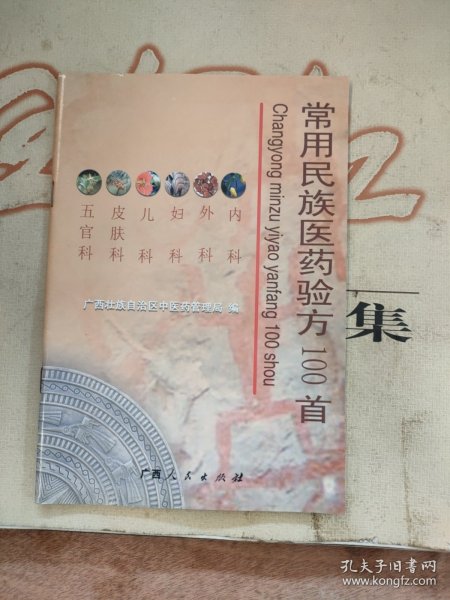 常用民族医药验方100首
Changyong minzu yiyao yanfang 100 shou
内科
外科
妇科
儿科
皮肤科
五官科
广西壮族自治区中医药管理局 编
广西人民出版社
集
孔夫子旧书网
www.kongfz.com